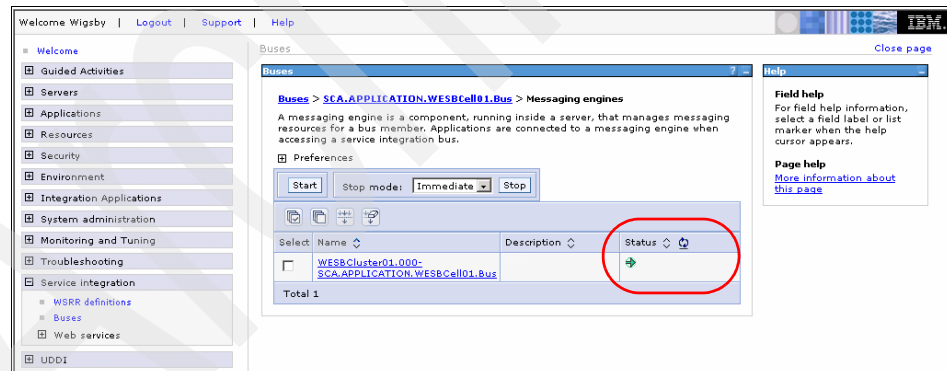 Welcome Wigsby | Logout | Support | Help
IBM.
Welcome
Guided Activities
Servers
Applications
Resources
Security
Environment
Integration Applications
System administration
Monitoring and Tuning
Troubleshooting
Service integration
WSRR definitions
Buses
Web services
UDDI
Buses
Close page
Buses
? -
Buses > SCA.APPLICATION.WESBCell01.Bus > Messaging engines
A messaging engine is a component, running inside a server, that manages messaging
resources for a bus member. Applications are connected to a messaging engine when
accessing a service integration bus.
Preferences
Start Stop mode: Immediate Stop
Select Name Description Status
WESBCluster01.000-
SCA.APPLICATION.WESBCell01.Bus
Total 1
Help -
Field help
For field help information,
select a field label or list
marker when the help
cursor appears.
Page help
More information about
this page